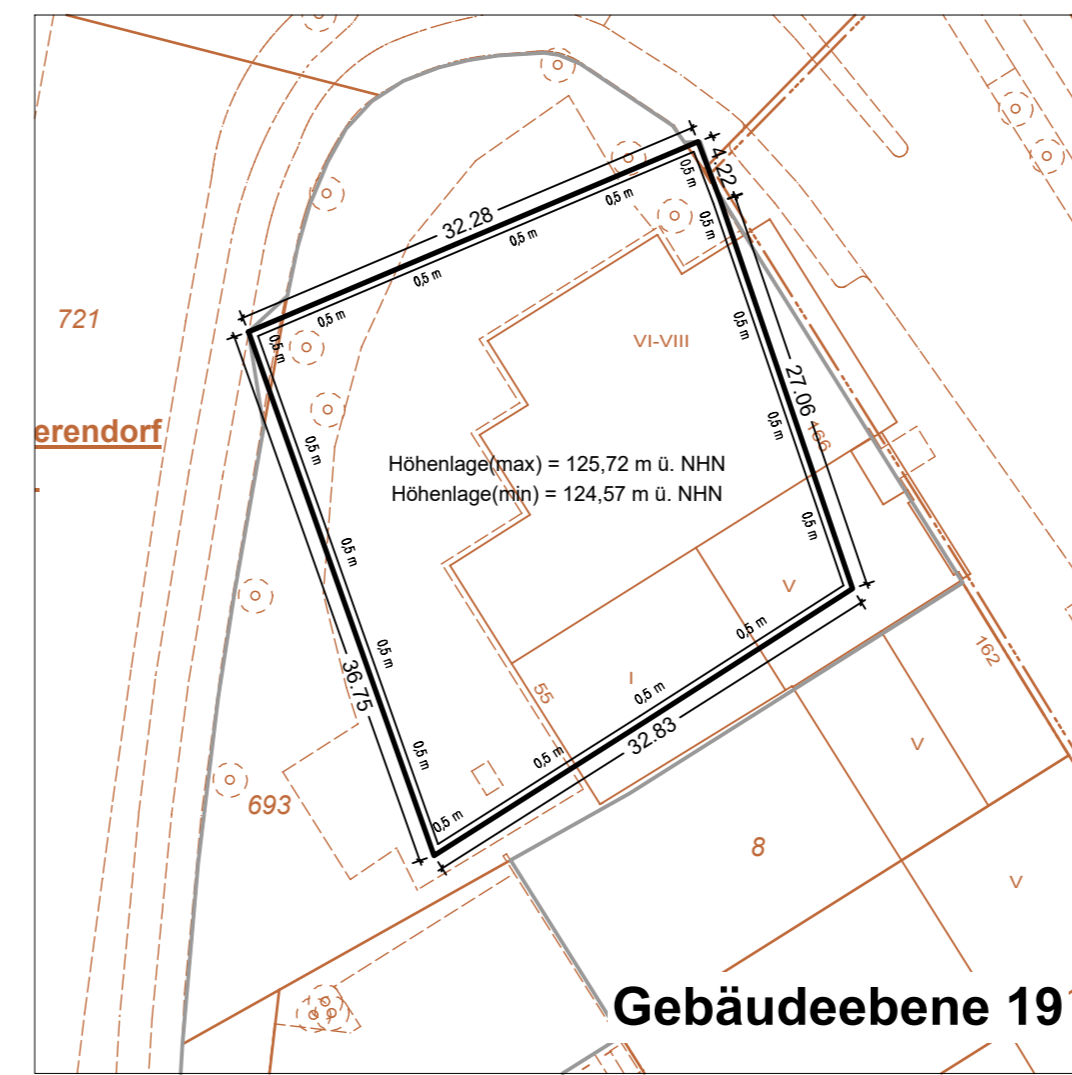 4.22
0,5 m
0,5 m
0,5 m
32.28
0,5 m
0,5 m
0,5 m
721
0,5 m
0,5 m
0,5 m
VI-VIII
27.06
erendorf
0,5 m
166
0,5 m
Höhenlage(max) = 125,72 m ü. NHN
Höhenlage(min) = 124,57 m ü. NHN
0,5 m
0,5 m
V
0,5 m
162
0,5 m
36.75
I
0,5 m
55
32.83
V
0,5 m
0,5 m
693
0,5 m
8
V
Gebäudeebene 19